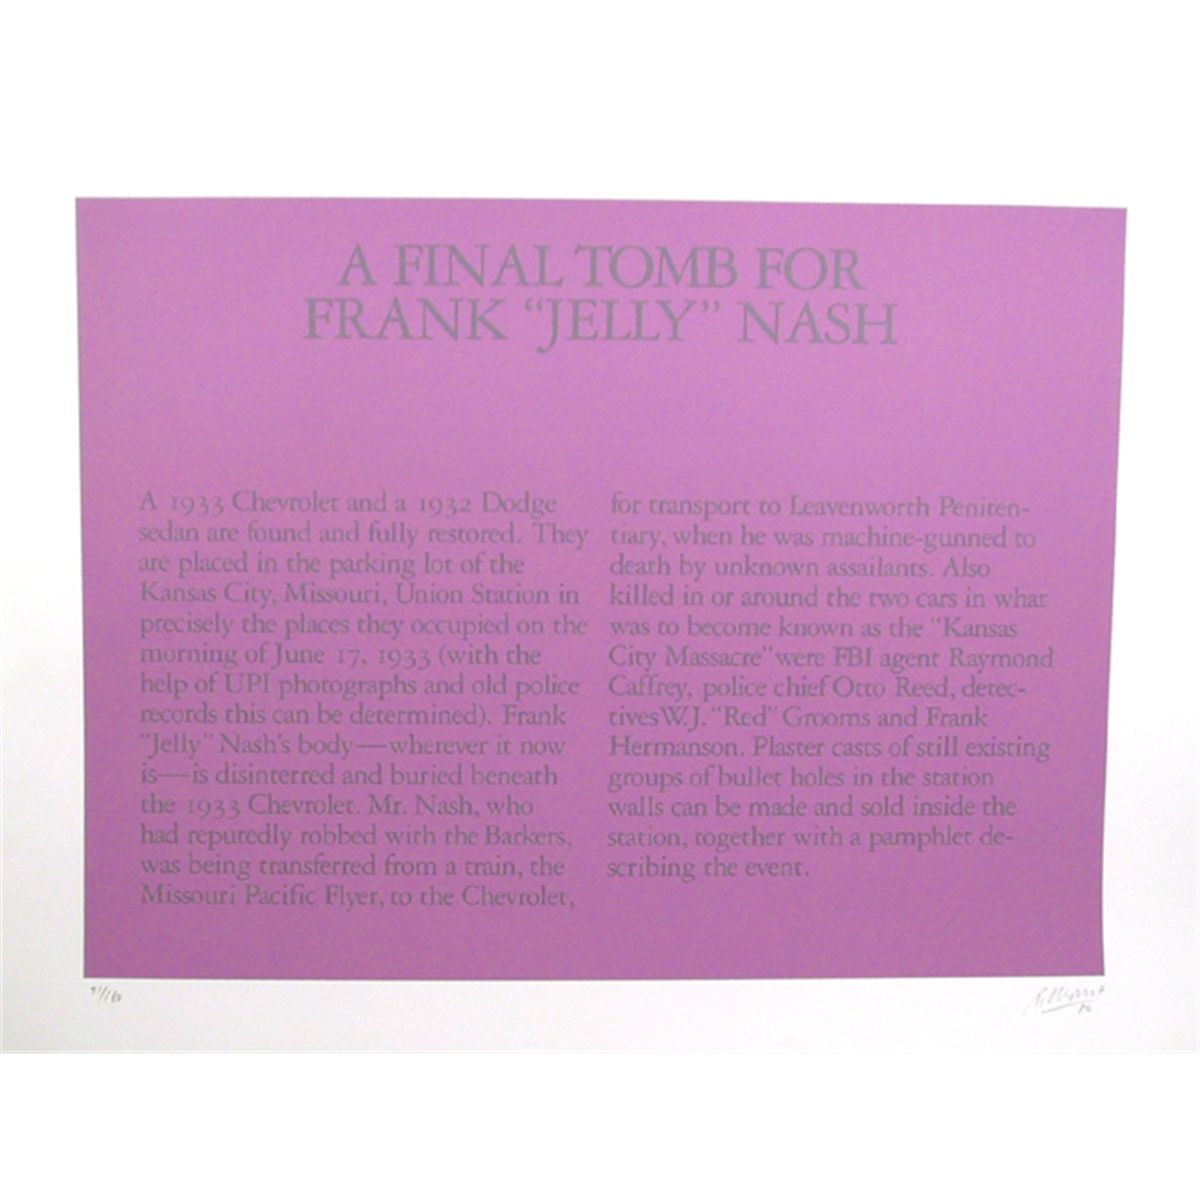 A FINAL TOMB FOR
FRANK “JELLY” NASH
A 1933 Chevrolet and a 1932 Dodge
sedan are found and fully restored. They
are placed in the parking lot of the
Kansas City, Missouri, Union Station in
precisely the places they occupied on the
morning of June 17, 1933 (with the
help of UPI photographs and old police
records this can be determined). Frank
“Jelly” Nash’s body—wherever it now
is—is disinterred and buried beneath
the 1933 Chevrolet. Mr. Nash, who
had reputedly robbed with the Barkers,
was being transferred from a train, the
Missouri Pacific Flyer, to the Chevrolet,
for transport to Leavenworth Peniten-
tiary, when he was machine-gunned to
death by unknown assailants. Also
killed in or around the two cars in what
was to become known as the “Kansas
City Massacre” were FBI agent Raymond
Caffrey, police chief Otto Reed, detec-
tives W.J. “Red” Grooms and Frank
Hermanson. Plaster casts of still existing
groups of bullet holes in the station
walls can be made and sold inside the
station, together with a pamphlet de-
scribing the event.